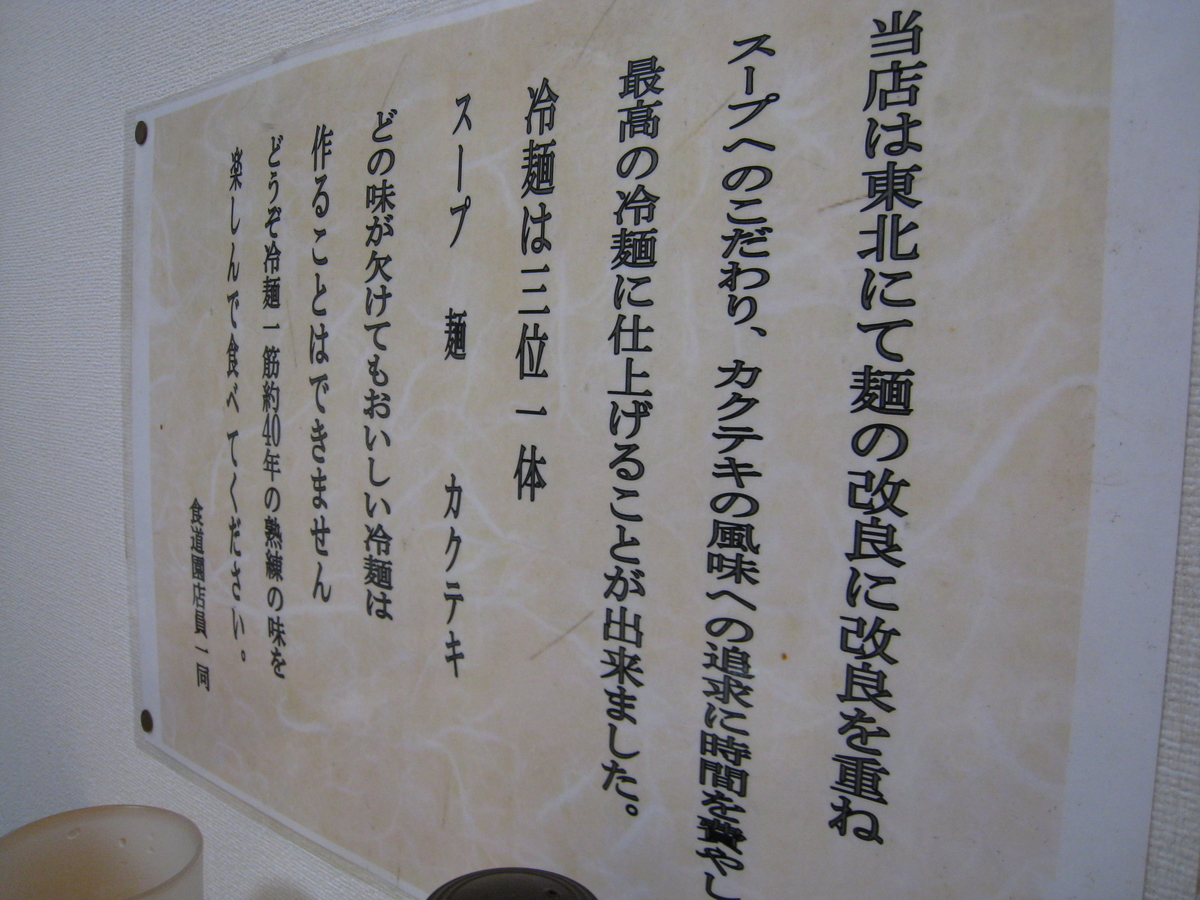 当店は東北にて麺の改良に改良を重ね
スープへのこだわり、カクテキの風味への追求に時間を費やし
最高の冷麺に仕上げることが出来ました。
冷麺は三位一体
スープ　麺　カクテキ
どの味が欠けてもおいしい冷麺は
作ることはできません
どうぞ冷麺一筋約40年の熟練の味を
楽しんで食べてください。
食道園店員一同